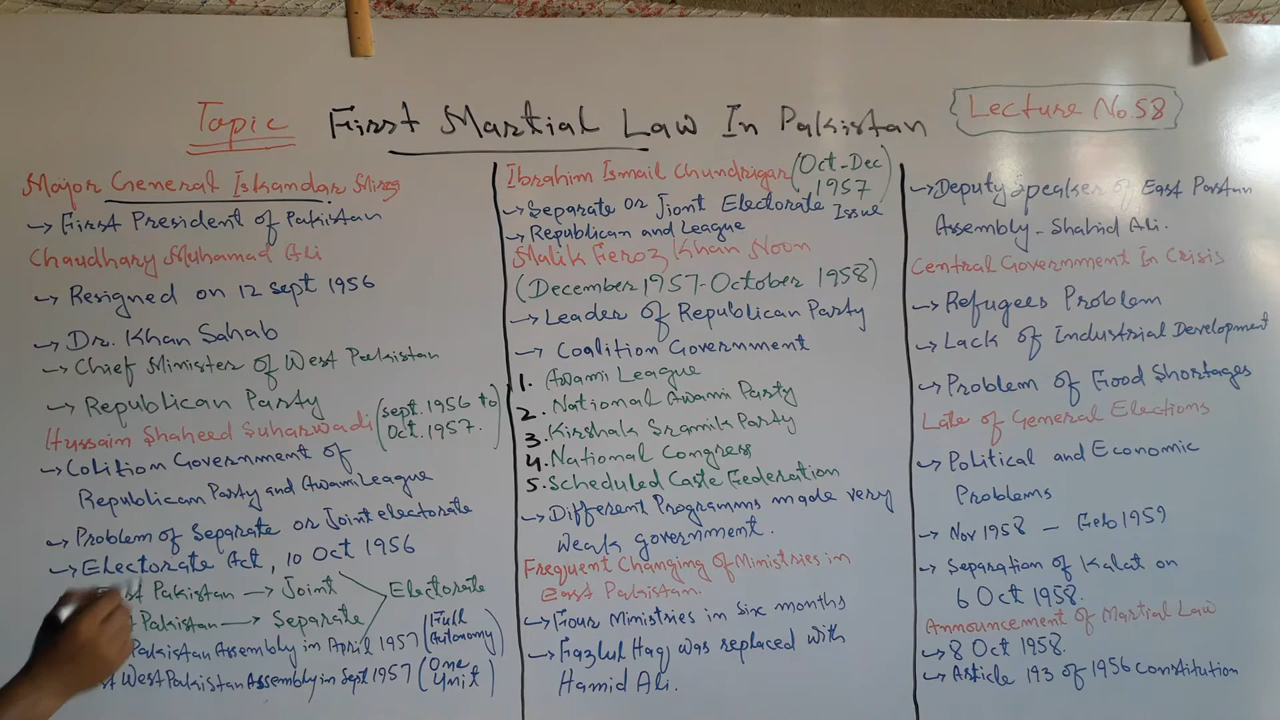 Topic First Martial Law In Pakistan
Lecture No.58
Major General Iskandar Mirza
→ First President of Pakistan
Chaudhary Muhamad Ali
→ Resigned on 12 sept 1956
→ Dr. Khan Sahab
→ Chief Minister of West Pakistan
→ Republican Party
Hussain Shaheed Suharwadi (sept.1956 to
Oct.1957.)
→ Colition Government of
Republican Party and Awami League
→ Problem of Separate or Joint electorate
→ Electorate Act, 10 Oct 1956
Pakistan → Joint
Electorate
Pakistan → Separate
Pakistan Assembly in April 1957 (Full
Autonomy)
West Pakistan Assembly in Sept 1957 (One
Unit)
Ibrahim Ismail Chundrigar (Oct-Dec
1957)
→ Separate or Jiont Electorate Issue
→ Republican and League
Malik Feroz Khan Noon
(December 1957-October 1958)
→ Leader of Republican Party
→ Coalition Government
1. Awami League
2. National Awami Party
3. Kirshak Sramik Party
4. National Congress
5. Scheduled Caste Federation
→ Different Programms made very
weak government.
Frequent Changing of Ministries in
East Pakistan.
→ Four Ministries in Six months
→ Fazlul Haq was replaced with
Hamid Ali.
→ Deputy Speaker of East
Assembly - Shahid Ali.
Central Government In Crisis
→ Refugees Problem
→ Lack of Industrial Development
→ Problem of Food Shortages
Late of General Elections
→ Political and Economic
Problems
→ Nov 1958 - Feb 1959
→ Separation of Kalat on
6 Oct 1958.
Announcement of Martial Law
→ 8 Oct 1958.
→ Article 193 of 1956 constitution